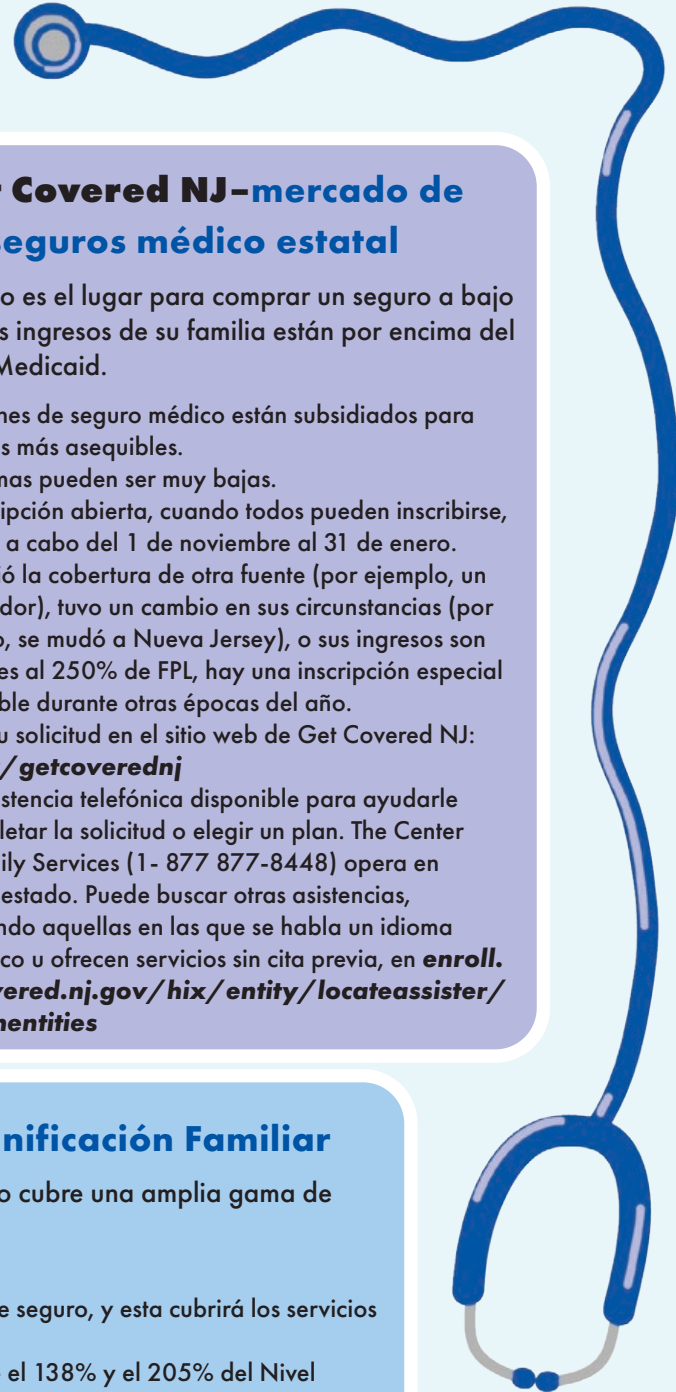 Covered NJ–mercado de
seguros médico estatal
o es el lugar para comprar un seguro a bajo
s ingresos de su familia están por encima del
Medicaid.
nes de seguro médico están subsidiados para
s más asequibles.
mas pueden ser muy bajas.
ripción abierta, cuando todos pueden inscribirse,
a cabo del 1 de noviembre al 31 de enero.
ió la cobertura de otra fuente (por ejemplo, un
dor), tuvo un cambio en sus circunstancias (por
o, se mudó a Nueva Jersey), o sus ingresos son
es al 250% de FPL, hay una inscripción especial
ble durante otras épocas del año.
u solicitud en el sitio web de Get Covered NJ:
/getcoverednj
istencia telefónica disponible para ayudarle
letar la solicitud o elegir un plan. The Center
ily Services (1- 877 877-8448) opera en
estado. Puede buscar otras asistencias,
ndo aquellas en las que se habla un idioma
co u ofrecen servicios sin cita previa, en enroll.
vered.nj.gov/hix/entity/locateassister/
nentities
nificación Familiar
o cubre una amplia gama de
e seguro, y esta cubrirá los servicios
el 138% y el 205% del Nivel